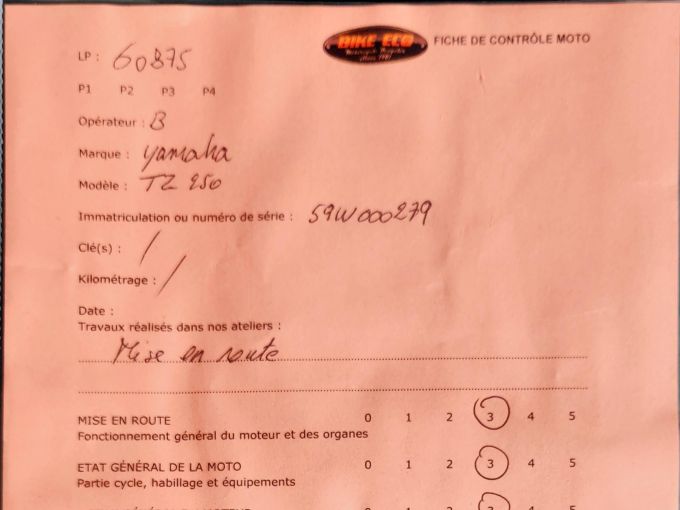 BIKE ECO
FICHE DE CONTRÔLE MOTO
LP : 60875
P1 P2 P3 P4
Opérateur : B
Marque : yamaha
Modèle : TZ 250
Immatriculation ou numéro de série : 59W000279
Clé(s) : /
Kilométrage : /
Date :
Travaux réalisés dans nos ateliers :
Mise en route
MISE EN ROUTE 0 1 2 3 4 5
Fonctionnement général du moteur et des organes
ETAT GÉNÉRAL DE LA MOTO 0 1 2 3 4 5
Partie cycle, habillage et équipements